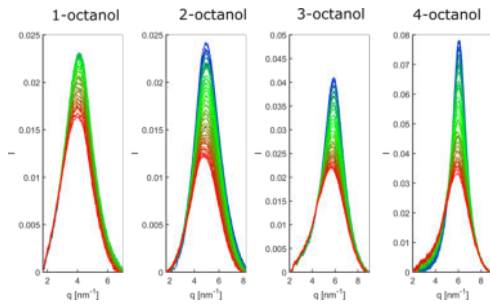 1-octanol 2-octanol 3-octanol 4-octanol
0.025 0.025 0.05 0.08
0.045 0.07
0.02 0.02 0.04 0.06
0.035
0.015 0.015 0.03 0.05
0.025 0.04
0.01 0.01 0.02 0.03
0.015
0.005 0.005 0.01 0.02
0.005 0.01
0 0 0 0
2 4 6 2 4 6 8 2 4 6 8 2 4 6 8
q [nm⁻¹] q [nm⁻¹] q [nm⁻¹] q [nm⁻¹]
I I I I